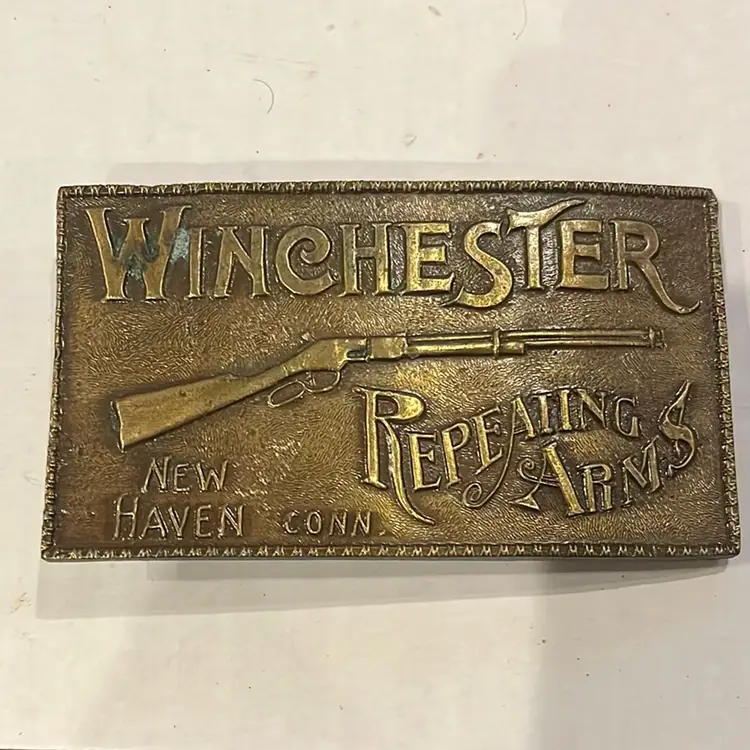 WINCHESTER
REPEATING
ARMS
NEW
HAVEN CONN.